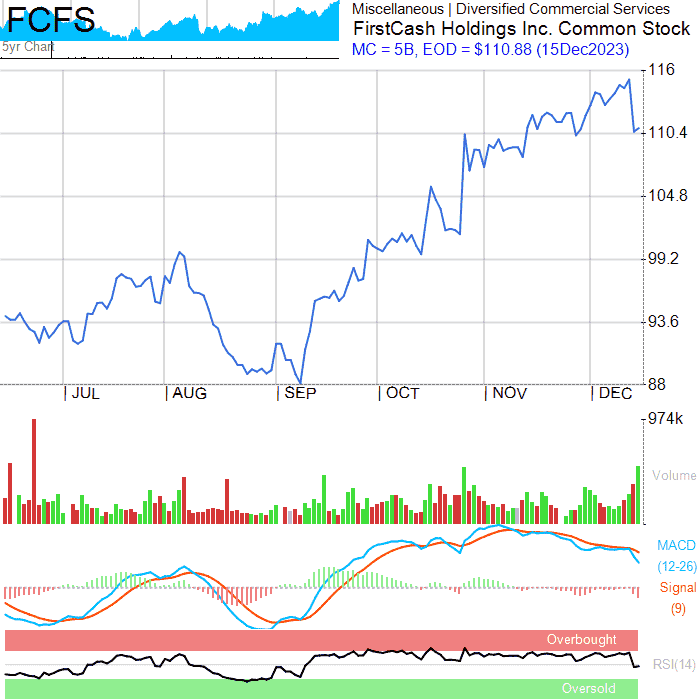 FCFS
5yr Chart
Miscellaneous | Diversified Commercial Services
FirstCash Holdings Inc. Common Stock
MC = 5B, EOD = $110.88 (15Dec2023)
116
110.4
104.8
99.2
93.6
88
| JUL | AUG | SEP | OCT | NOV | DEC
974k
Volume
MACD
(12-26)
Signal
(9)
Overbought
RSI(14)
Oversold